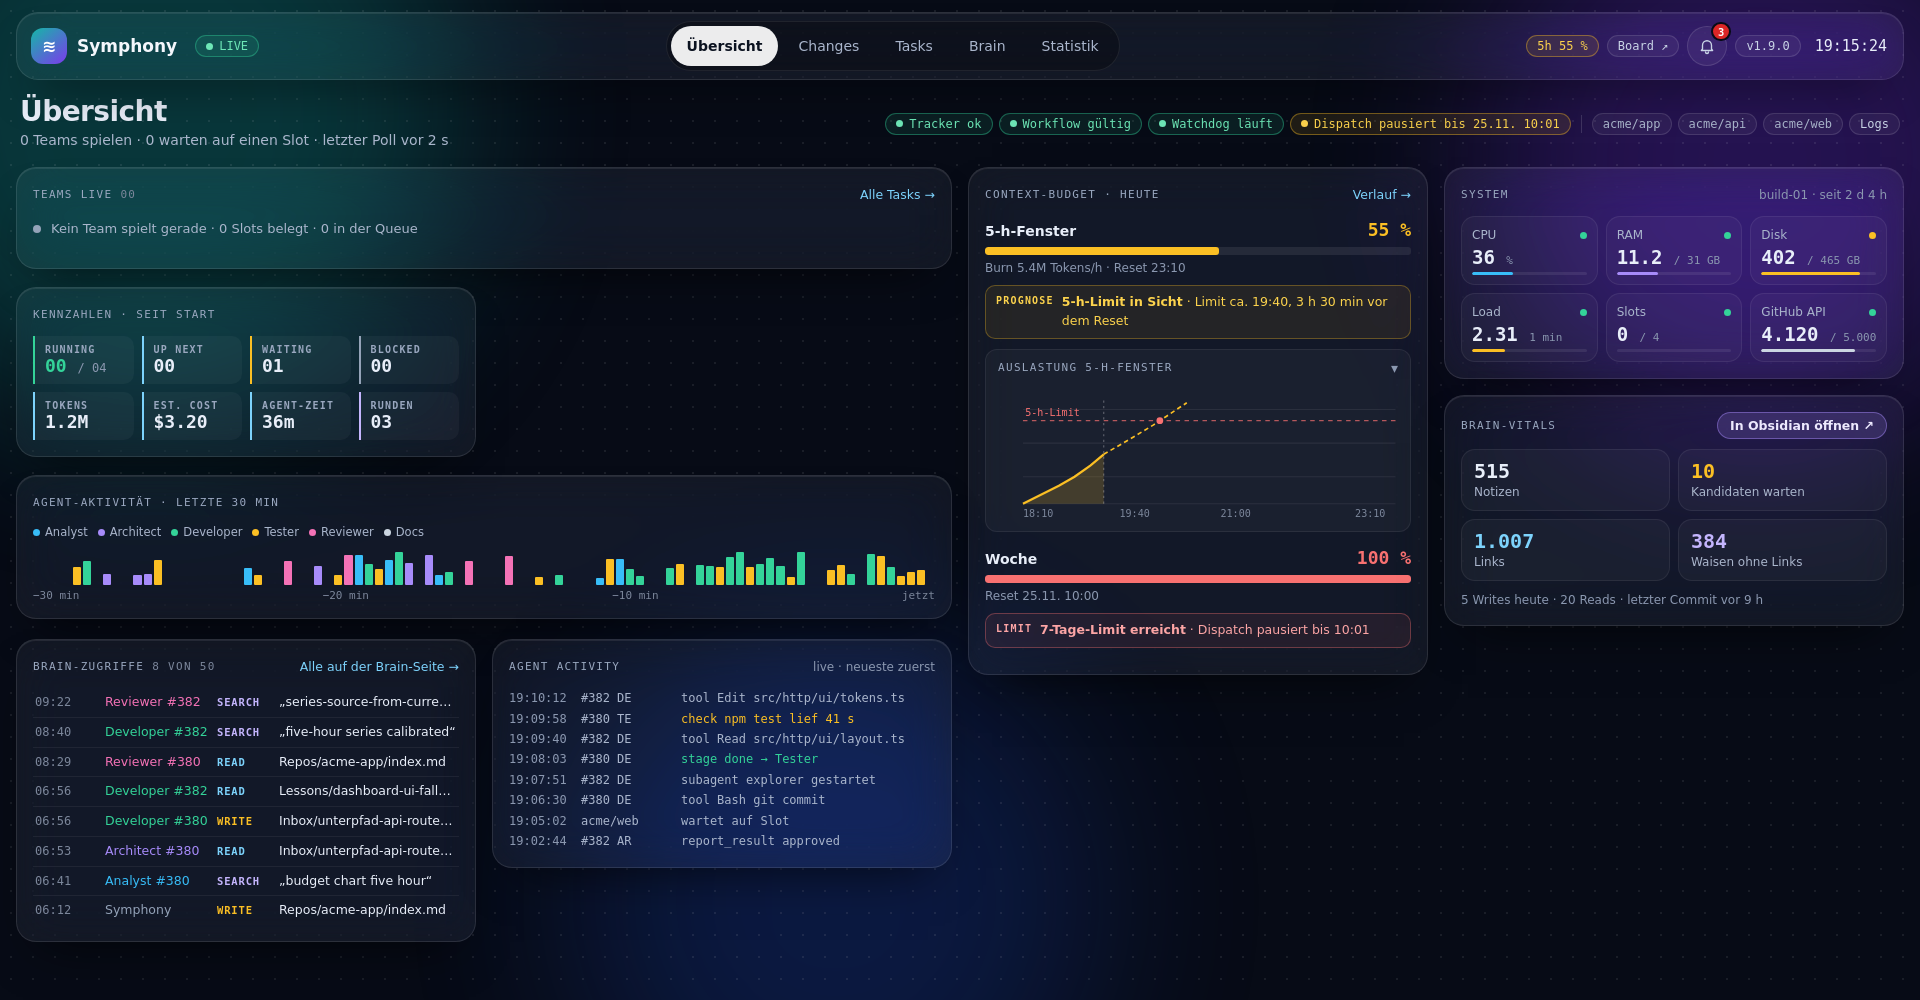 ≋ Symphony
LIVE
Übersicht Changes Tasks Brain Statistik
5h 55 % Board ↗ 3 v1.9.0 19:15:24
Übersicht
0 Teams spielen · 0 warten auf einen Slot · letzter Poll vor 2 s
Tracker ok Workflow gültig Watchdog läuft Dispatch pausiert bis 25.11. 10:01 acme/app acme/api acme/web Logs
TEAMS LIVE 00 Alle Tasks →
Kein Team spielt gerade · 0 Slots belegt · 0 in der Queue
KENNZAHLEN · SEIT START
RUNNING UP NEXT WAITING BLOCKED
00 / 04 00 01 00
TOKENS EST. COST AGENT-ZEIT RUNDEN
1.2M $3.20 36m 03
AGENT-AKTIVITÄT · LETZTE 30 MIN
Analyst Architect Developer Tester Reviewer Docs
−30 min −20 min −10 min jetzt
BRAIN-ZUGRIFFE 8 VON 50 Alle auf der Brain-Seite →
09:22 Reviewer #382 SEARCH „series-source-from-curre…
08:40 Developer #382 SEARCH „five-hour series calibrated“
08:29 Reviewer #380 READ Repos/acme-app/index.md
06:56 Developer #382 READ Lessons/dashboard-ui-fall…
06:56 Developer #380 WRITE Inbox/unterpfad-api-route…
06:53 Architect #380 READ Inbox/unterpfad-api-route…
06:41 Analyst #380 SEARCH „budget chart five hour“
06:12 Symphony WRITE Repos/acme-app/index.md
AGENT ACTIVITY live · neueste zuerst
19:10:12 #382 DE tool Edit src/http/ui/tokens.ts
19:09:58 #380 TE check npm test lief 41 s
19:09:40 #382 DE tool Read src/http/ui/layout.ts
19:08:03 #380 DE stage done → Tester
19:07:51 #382 DE subagent explorer gestartet
19:06:30 #380 DE tool Bash git commit
19:05:02 acme/web wartet auf Slot
19:02:44 #382 AR report_result approved
CONTEXT-BUDGET · HEUTE Verlauf →
5-h-Fenster 55 %
Burn 5.4M Tokens/h · Reset 23:10
PROGNOSE 5-h-Limit in Sicht · Limit ca. 19:40, 3 h 30 min vor
dem Reset
AUSLASTUNG 5-H-FENSTER ▼
5-h-Limit
18:10 19:40 21:00 23:10
Woche 100 %
Reset 25.11. 10:00
LIMIT 7-Tage-Limit erreicht · Dispatch pausiert bis 10:01
SYSTEM build-01 · seit 2 d 4 h
CPU RAM Disk
36 % 11.2 / 31 GB 402 / 465 GB
Load Slots GitHub API
2.31 1 min 0 / 4 4.120 / 5.000
BRAIN-VITALS In Obsidian öffnen ↗
515 10
Notizen Kandidaten warten
1.007 384
Links Waisen ohne Links
5 Writes heute · 20 Reads · letzter Commit vor 9 h